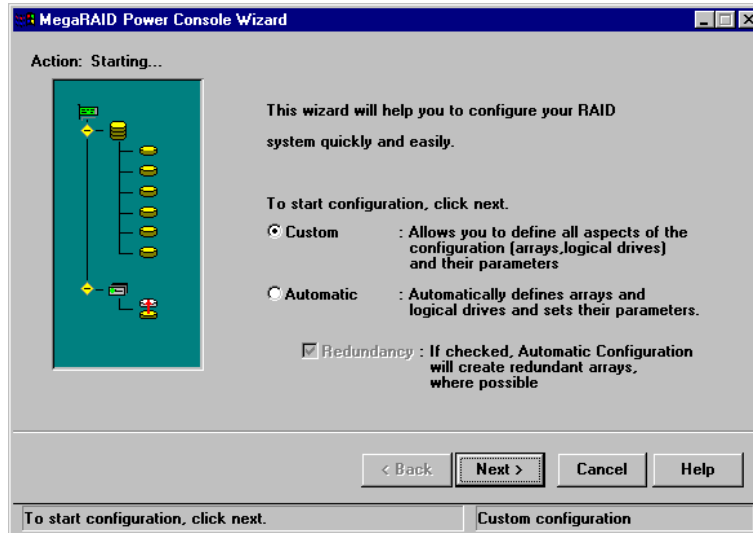 MegaRAID Power Console Wizard
Action: Starting...
This wizard will help you to configure your RAID
system quickly and easily.
To start configuration, click next.
Custom : Allows you to define all aspects of the
configuration (arrays,logical drives)
and their parameters
Automatic : Automatically defines arrays and
logical drives and sets their parameters.
Redundancy : If checked, Automatic Configuration
will create redundant arrays,
where possible
< Back Next > Cancel Help
To start configuration, click next. Custom configuration